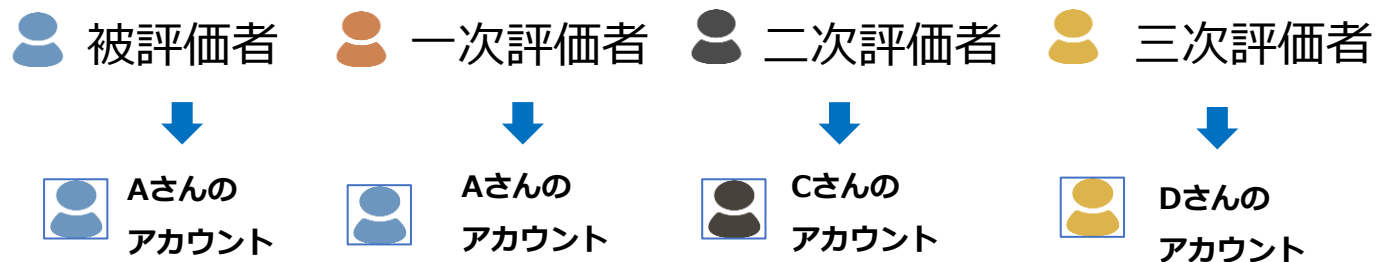 被評価者
一次評価者
二次評価者
三次評価者
Aさんの
アカウント
Aさんの
アカウント
Cさんの
アカウント
Dさんの
アカウント